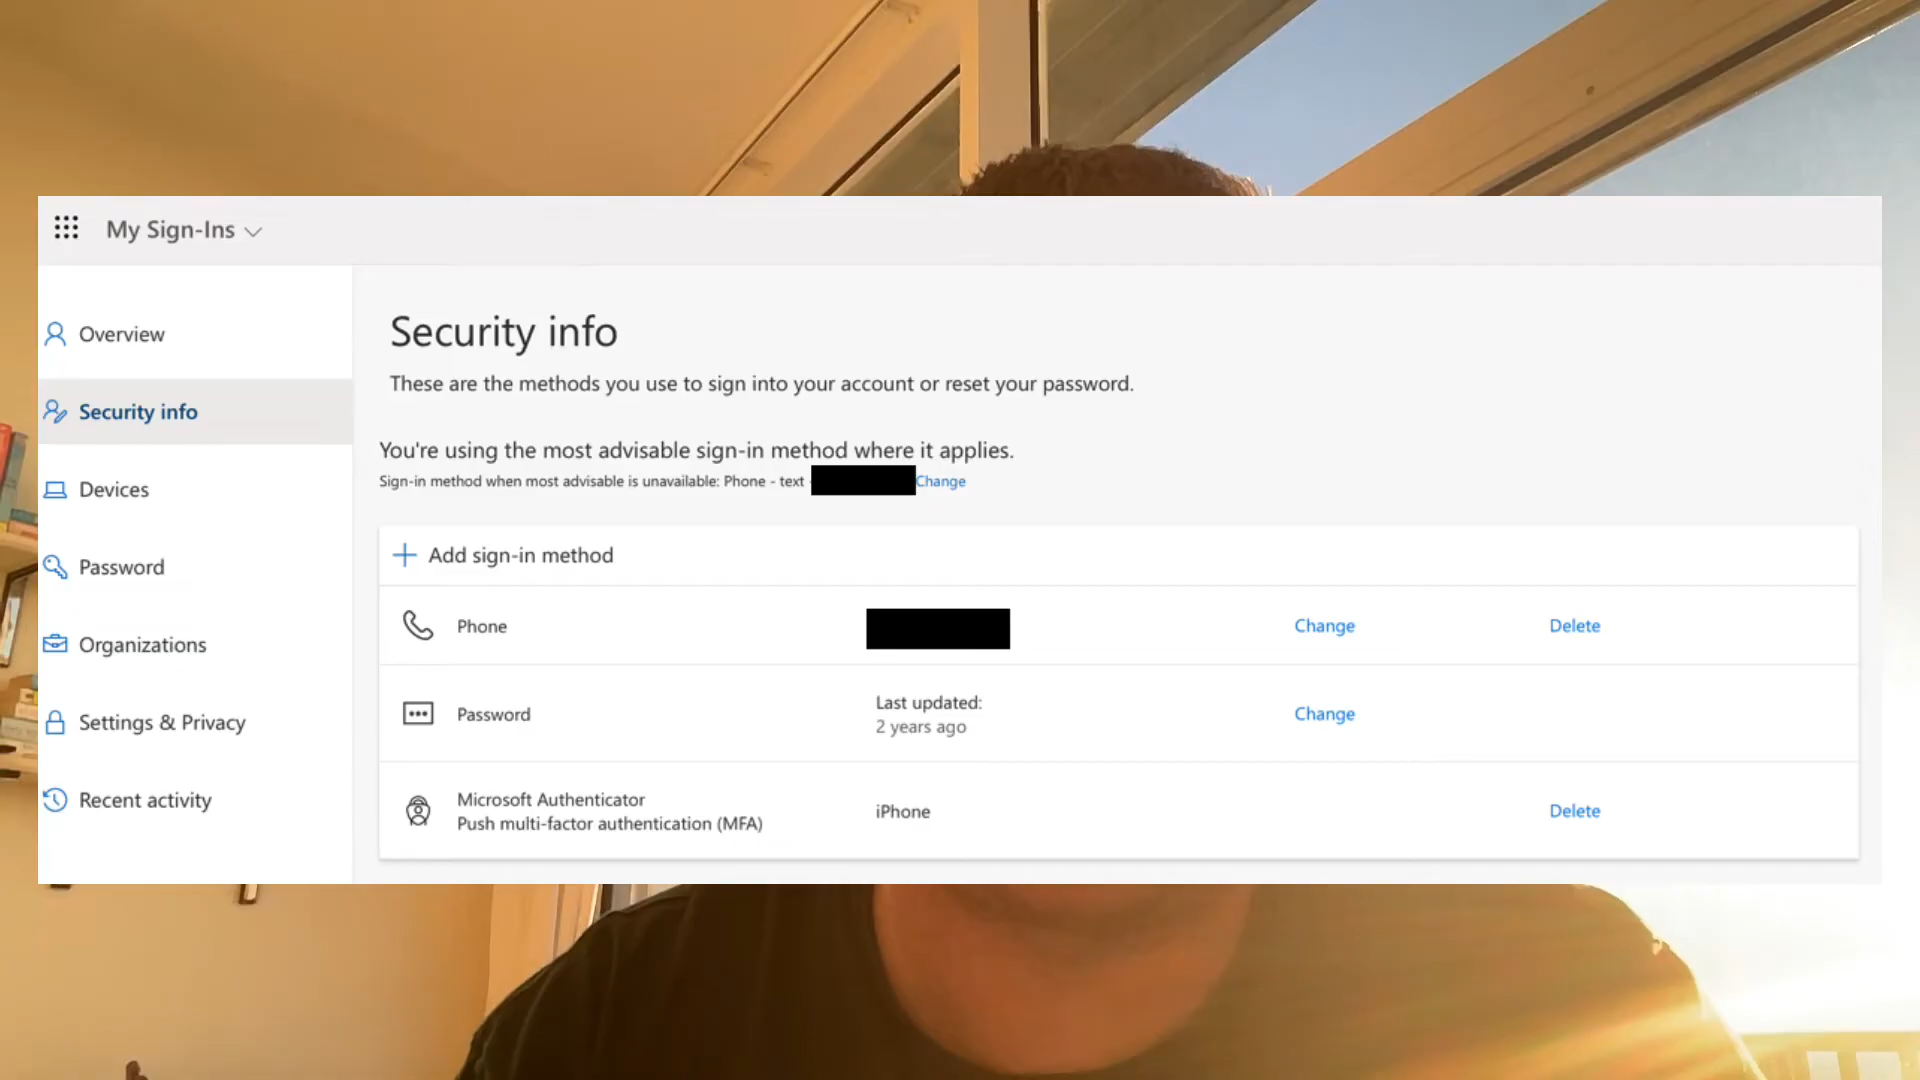 My Sign-Ins
Overview
Security info
Devices
Password
Organizations
Settings & Privacy
Recent activity
Security info
These are the methods you use to sign into your account or reset your password.
You're using the most advisable sign-in method where it applies.
Sign-in method when most advisable is unavailable: Phone - text - Change
Add sign-in method
Phone Change Delete
Password Last updated: Change
2 years ago
Microsoft Authenticator
Push multi-factor authentication (MFA) iPhone Delete